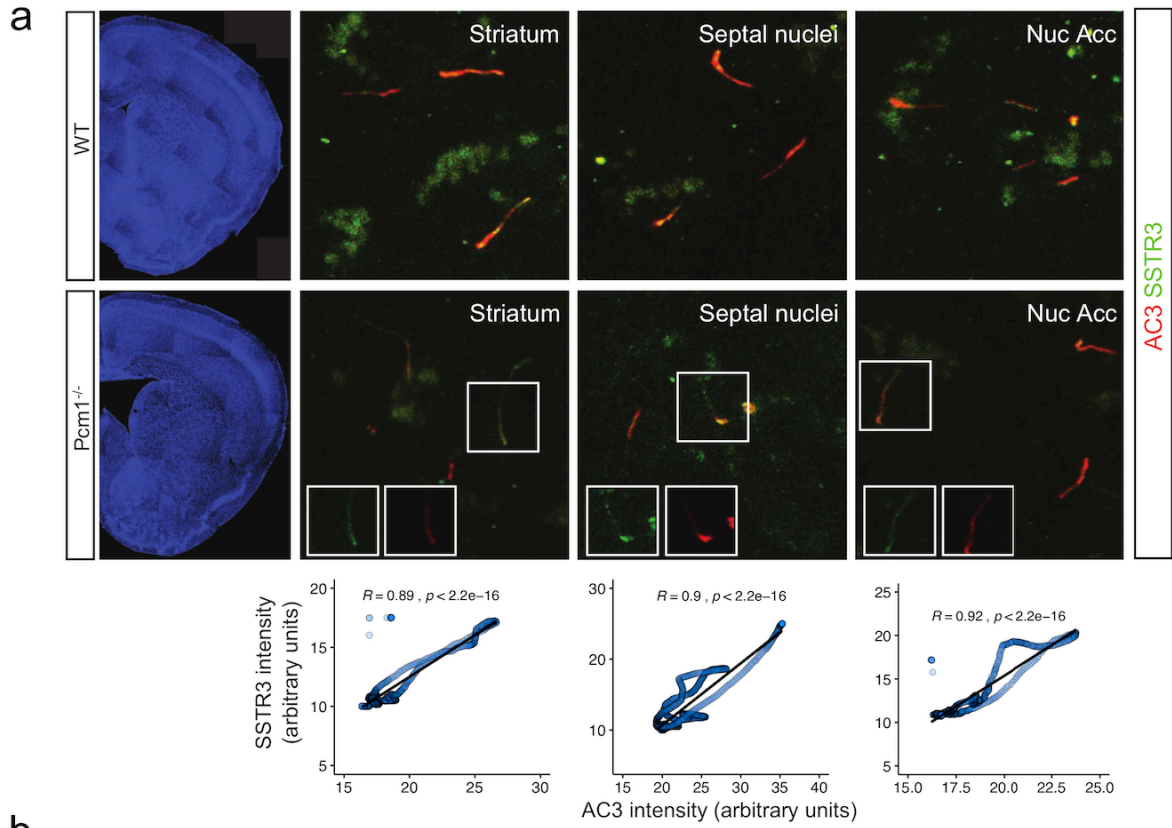 a
WT
Striatum
Septal nuclei
Nuc Acc
Pcm1-/-
Striatum
Septal nuclei
Nuc Acc
AC3 SSTR3
SSTR3 intensity
(arbitrary units)
20
15
10
5
R = 0.89 , p < 2.2e−16
15
20
25
30
30
20
10
R = 0.9 , p < 2.2e−16
15
20
25
30
35
40
25
20
15
10
5
R = 0.92 , p < 2.2e−16
15.0
17.5
20.0
22.5
25.0
AC3 intensity (arbitrary units)